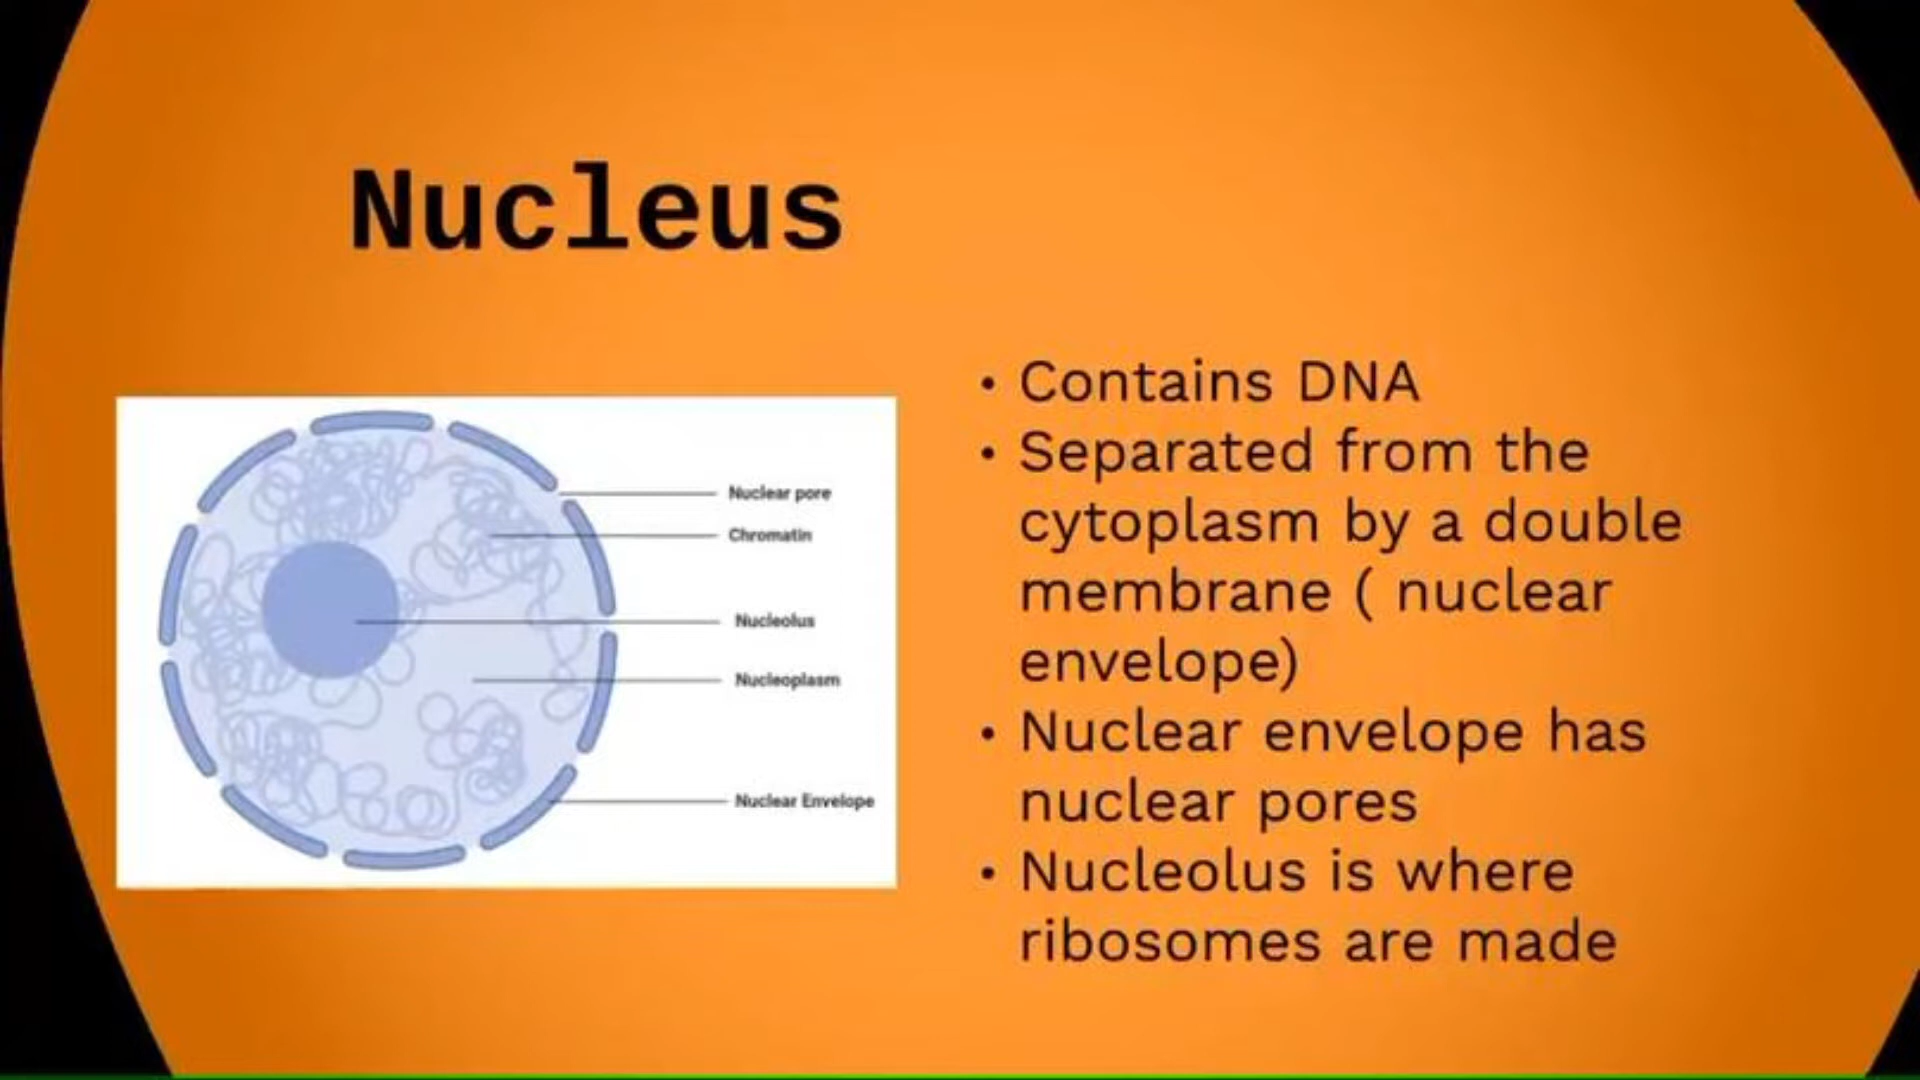 Nucleus
Nuclear pore
Chromatin
Nucleolus
Nucleoplasm
Nuclear Envelope
• Contains DNA
• Separated from the
cytoplasm by a double
membrane ( nuclear
envelope)
• Nuclear envelope has
nuclear pores
• Nucleolus is where
ribosomes are made